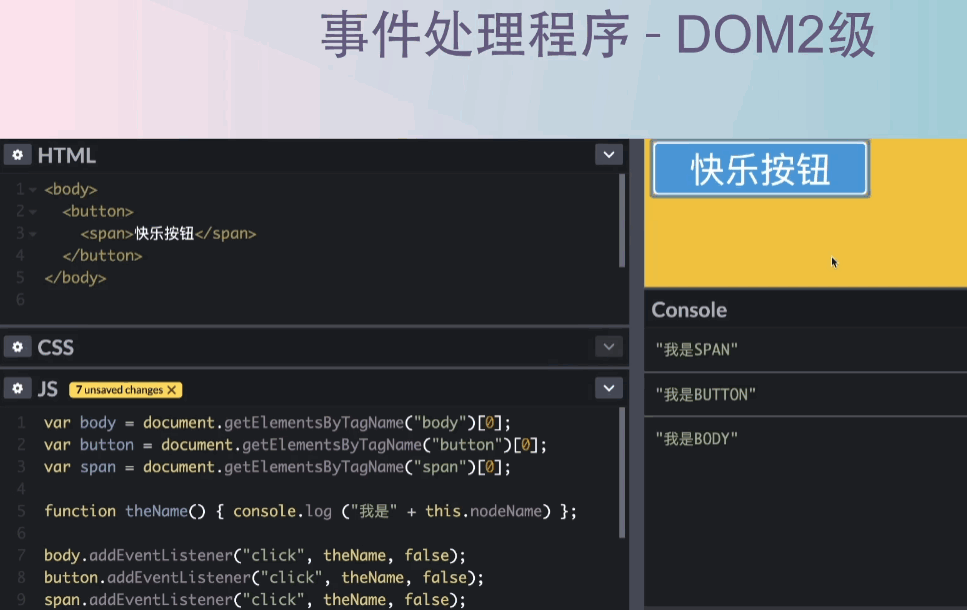 事件处理程序 - DOM2级
HTML
1 <body>
2 <button>
3 <span>快乐按钮</span>
4 </button>
5 </body>
6
CSS
JS 7 unsaved changes X
1 var body = document.getElementsByTagName("body")[0];
2 var button = document.getElementsByTagName("button")[0];
3 var span = document.getElementsByTagName("span")[0];
4
5 function theName() { console.log ("我是" + this.nodeName) };
6
7 body.addEventListener("click", theName, false);
8 button.addEventListener("click", theName, false);
9 span.addEventListener("click", theName, false);
快乐按钮
Console
"我是SPAN"
"我是BUTTON"
"我是BODY"